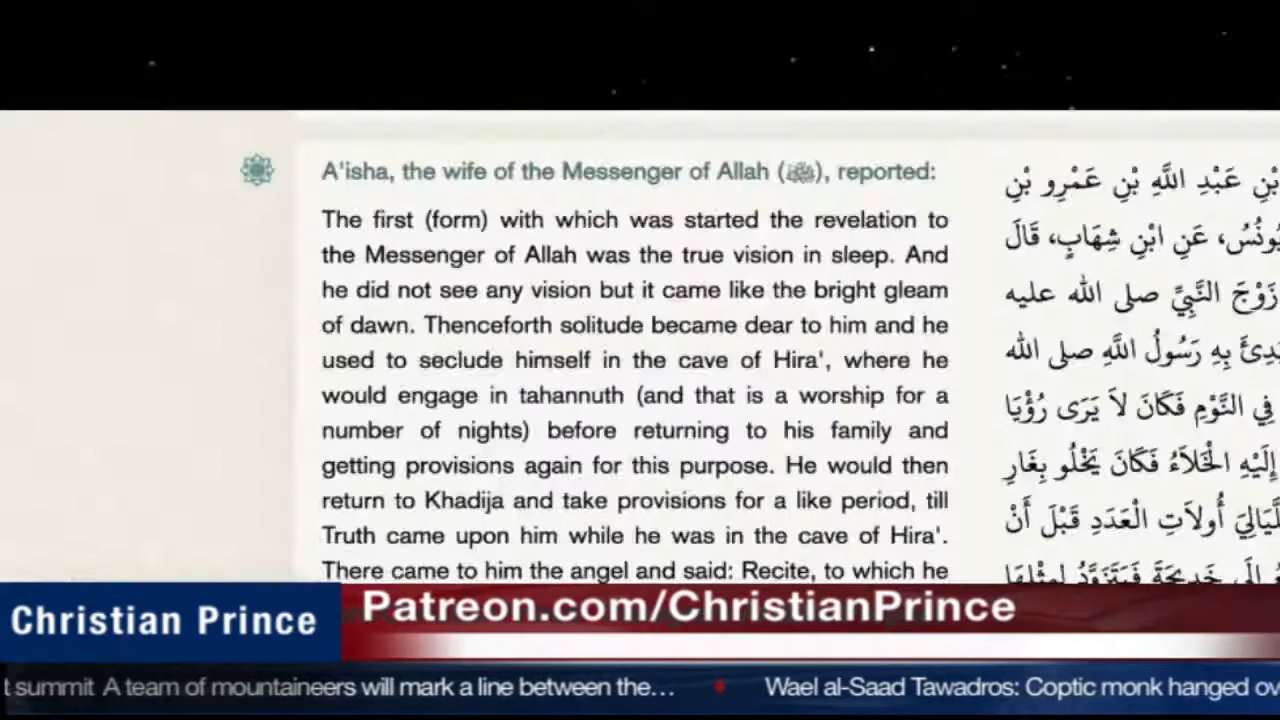 A'isha, the wife of the Messenger of Allah (ﷺ), reported:
The first (form) with which was started the revelation to
the Messenger of Allah was the true vision in sleep. And
he did not see any vision but it came like the bright gleam
of dawn. Thenceforth solitude became dear to him and he
used to seclude himself in the cave of Hira', where he
would engage in tahannuth (and that is a worship for a
number of nights) before returning to his family and
getting provisions again for this purpose. He would then
return to Khadija and take provisions for a like period, till
Truth came upon him while he was in the cave of Hira'.
There came to him the angel and said: Recite, to which he
بْنِ عَبْدِ اللَّهِ بْنِ عَمْرِو بْنِ
يُونُسُ، عَنِ ابْنِ شِهَابٍ، قَالَ
زَوْجَ النَّبِيِّ صلى الله عليه
بُدِئَ بِهِ رَسُولُ اللَّهِ صلى الله
فِي النَّوْمِ فَكَانَ لاَ يَرَى رُؤْيَا
إِلَيْهِ الْخَلاَءُ فَكَانَ يَخْلُو بِغَارِ
اللَّيَالِيَ أُولاَتِ الْعَدَدِ قَبْلَ أَنْ
إِلَى خَدِيجَةَ فَيَتَزَوَّدُ لِمِثْلِهَا
Christian Prince
Patreon.com/ChristianPrince
t summit A team of mountaineers will mark a line between the... Wael al-Saad Tawadros: Coptic monk hanged ov